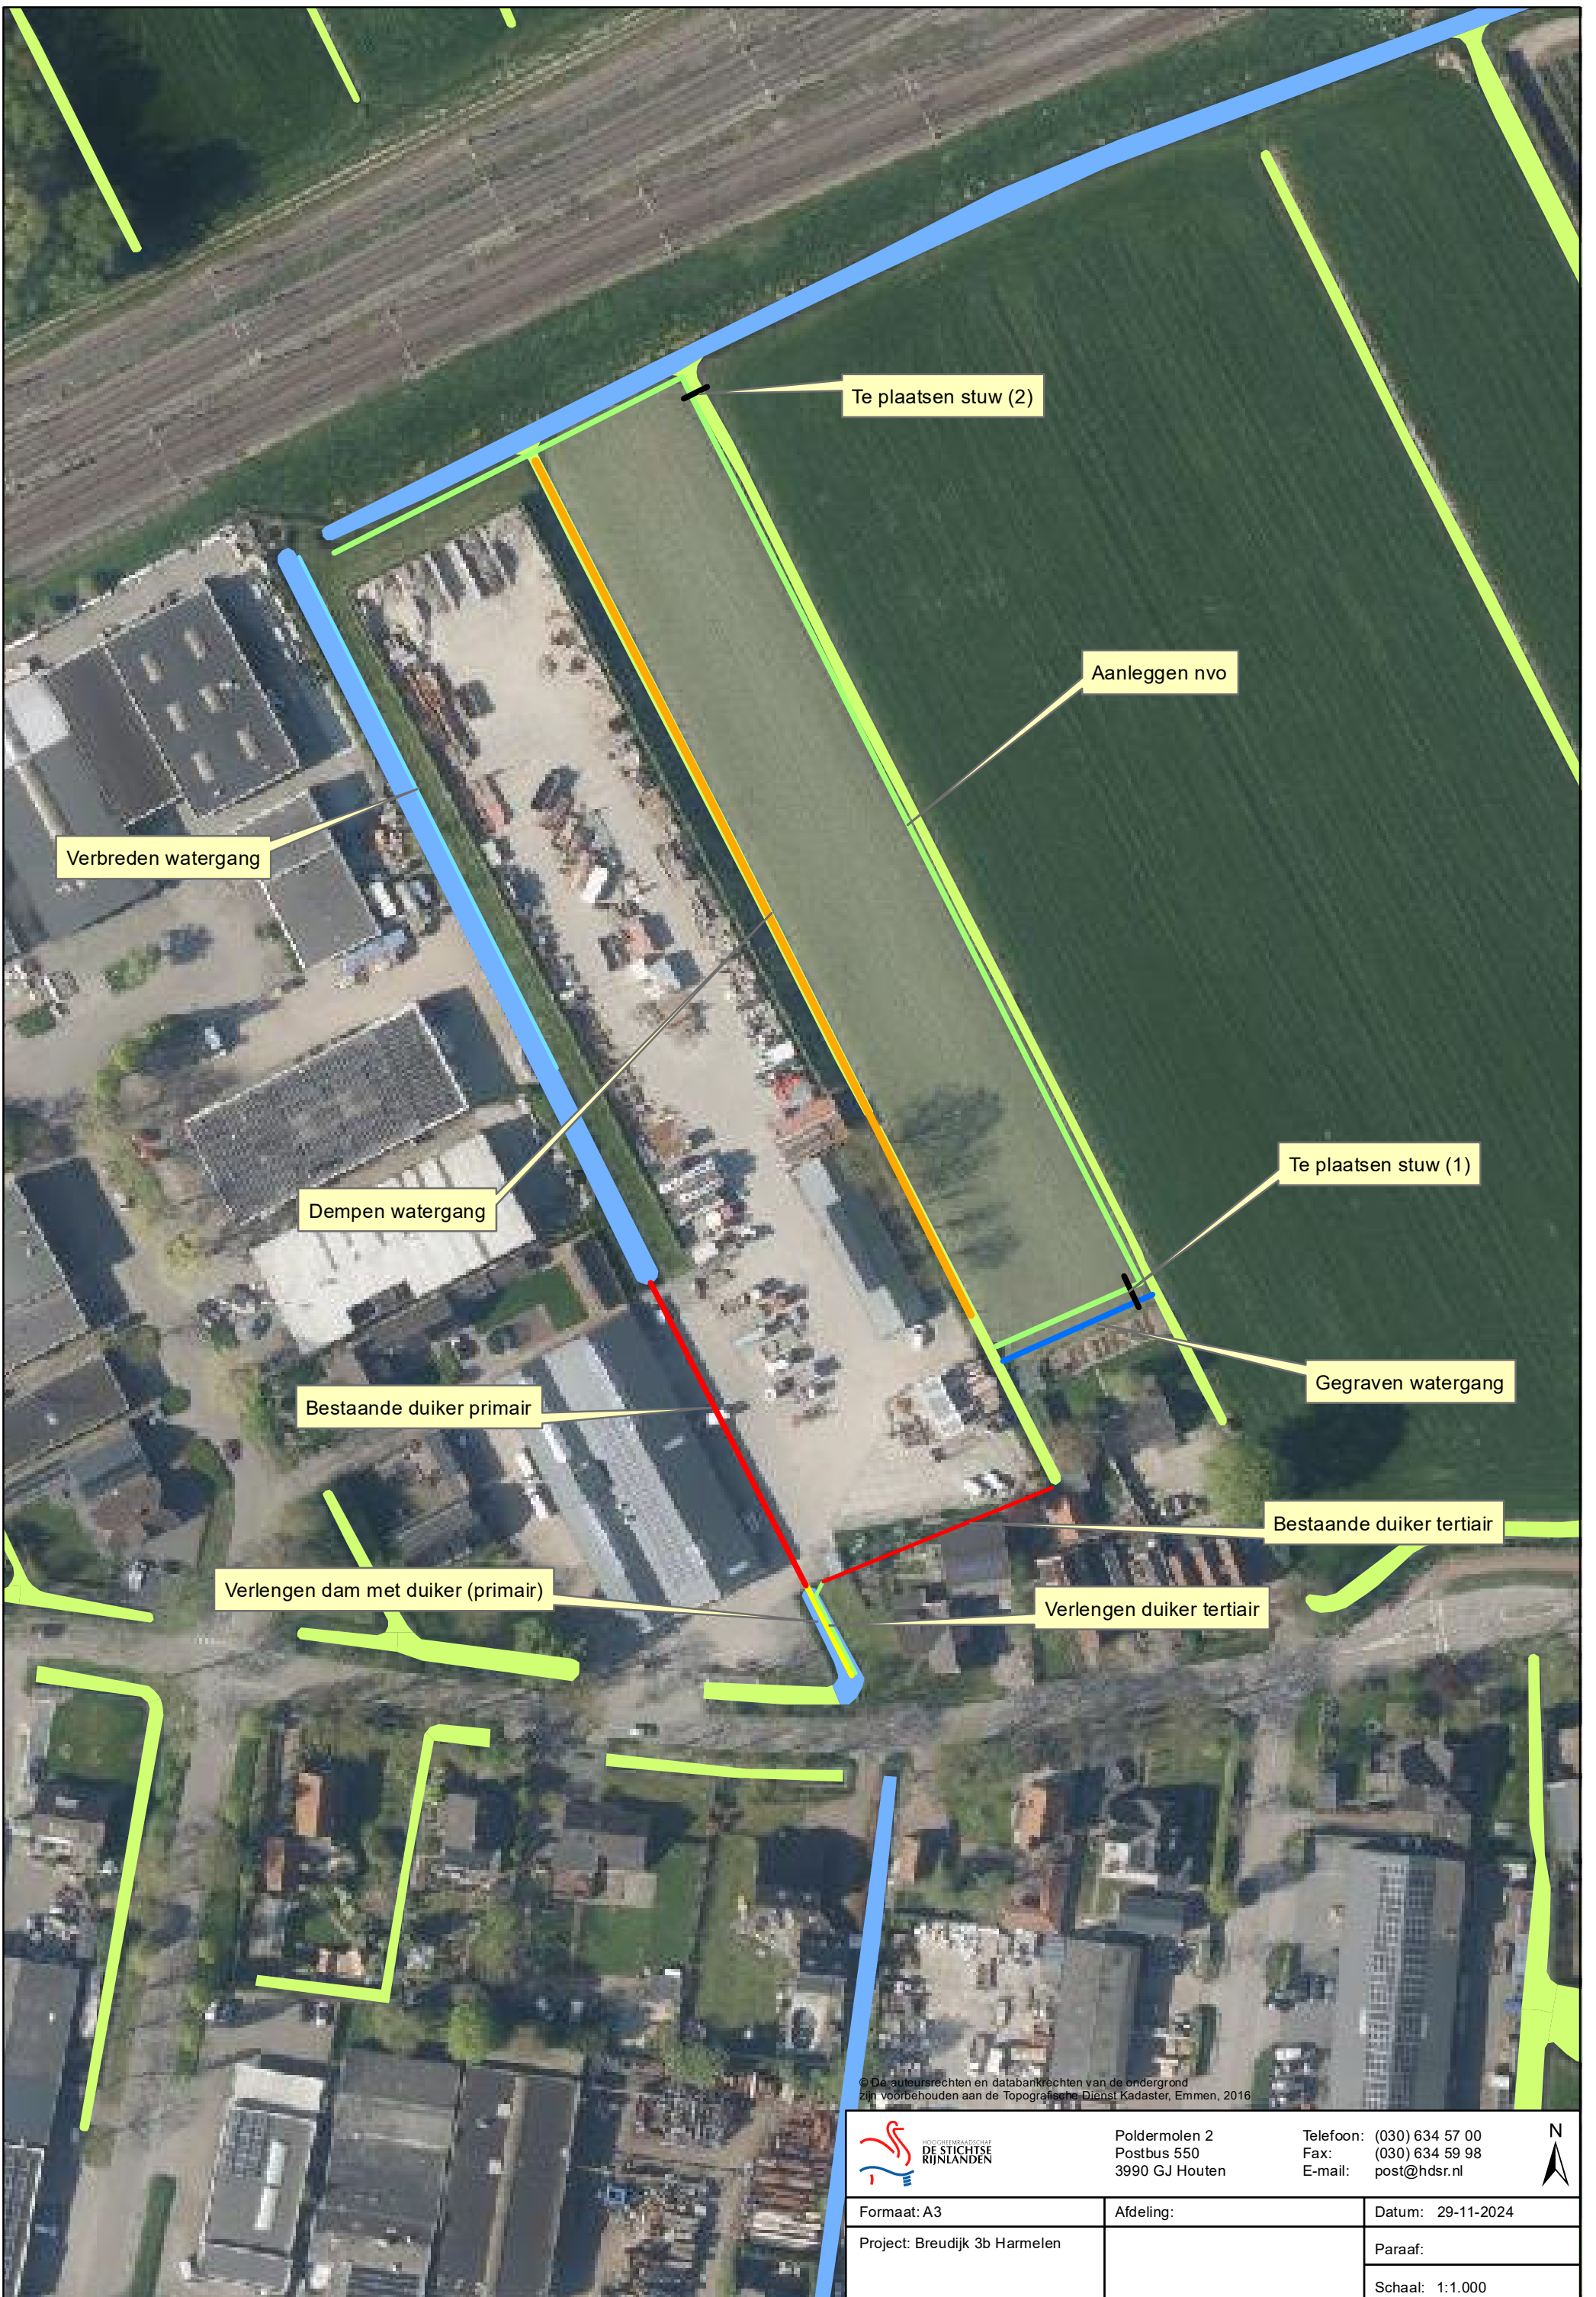 Te plaatsen stuw (2)
Aanleggen nvo
Verbreden watergang
Te plaatsen stuw (1)
Dempen watergang
Gegraven watergang
Bestaande duiker primair
Bestaande duiker tertiair
Verlengen dam met duiker (primair)
Verlengen duiker tertiair
© De auteursrechten en databankrechten van de ondergrond
zijn voorbehouden aan de Topografische Dienst Kadaster, Emmen, 2016
HOOGHEEMRAADSCHAP
DE STICHTSE
RIJNLANDEN
Poldermolen 2
Postbus 550
3990 GJ Houten
Telefoon: (030) 634 57 00
Fax: (030) 634 59 98
E-mail: post@hdsr.nl
N
Formaat: A3
Afdeling:
Datum: 29-11-2024
Project: Breudijk 3b Harmelen
Paraaf:
Schaal: 1:1.000